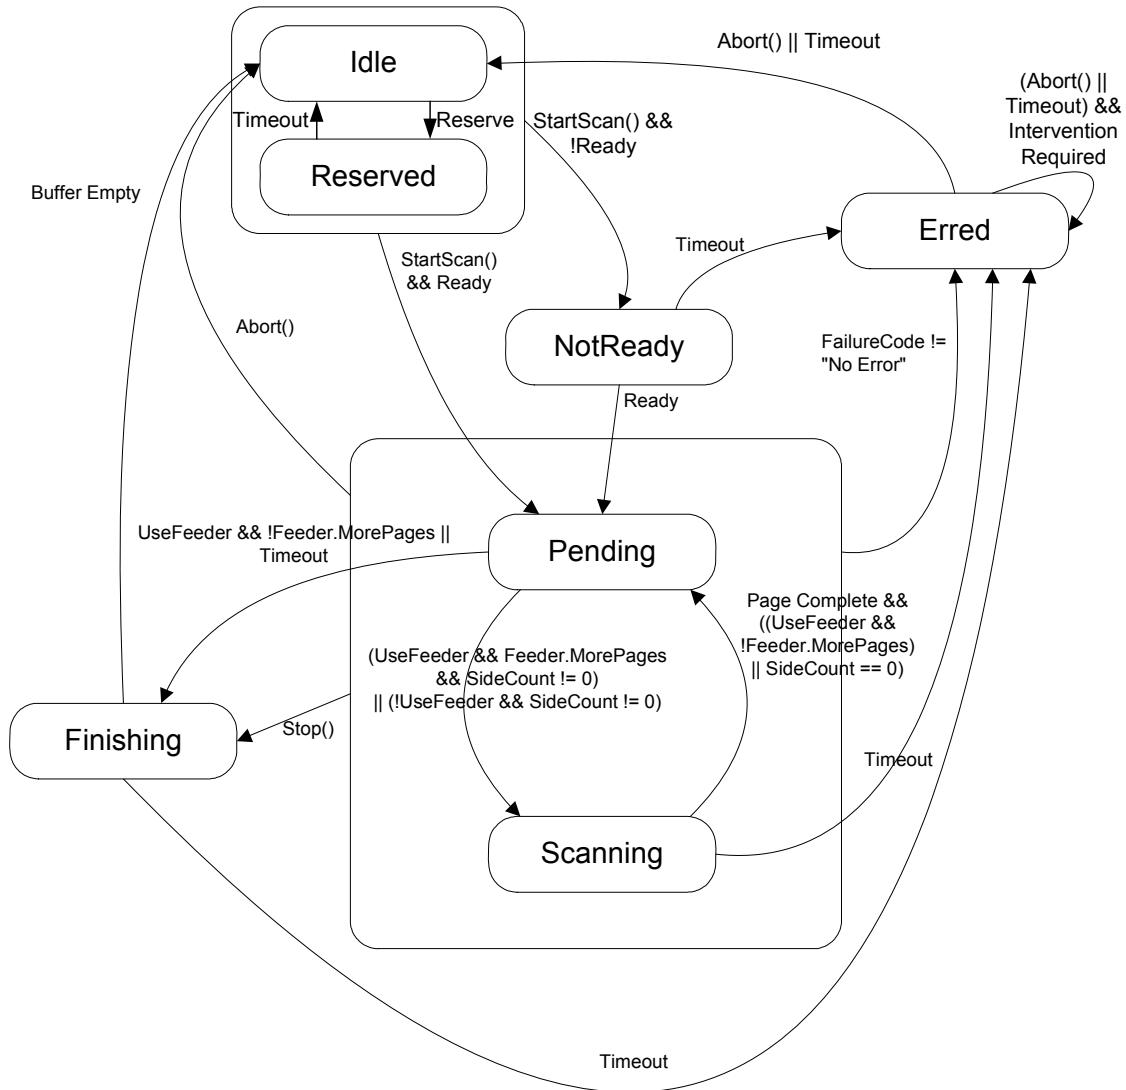 Idle
Abort() || Timeout
(Abort() ||
Timeout) &&
Intervention
Required
Timeout
Reserve
StartScan() &&
!Ready
Reserved
Buffer Empty
Erred
Timeout
StartScan()
&& Ready
Abort()
NotReady
FailureCode !=
"No Error"
Ready
UseFeeder && !Feeder.MorePages ||
Timeout
Pending
Page Complete &&
((UseFeeder &&
!Feeder.MorePages)
|| SideCount == 0)
(UseFeeder && Feeder.MorePages
&& SideCount != 0)
|| (!UseFeeder && SideCount != 0)
Finishing
Stop()
Timeout
Scanning
Timeout